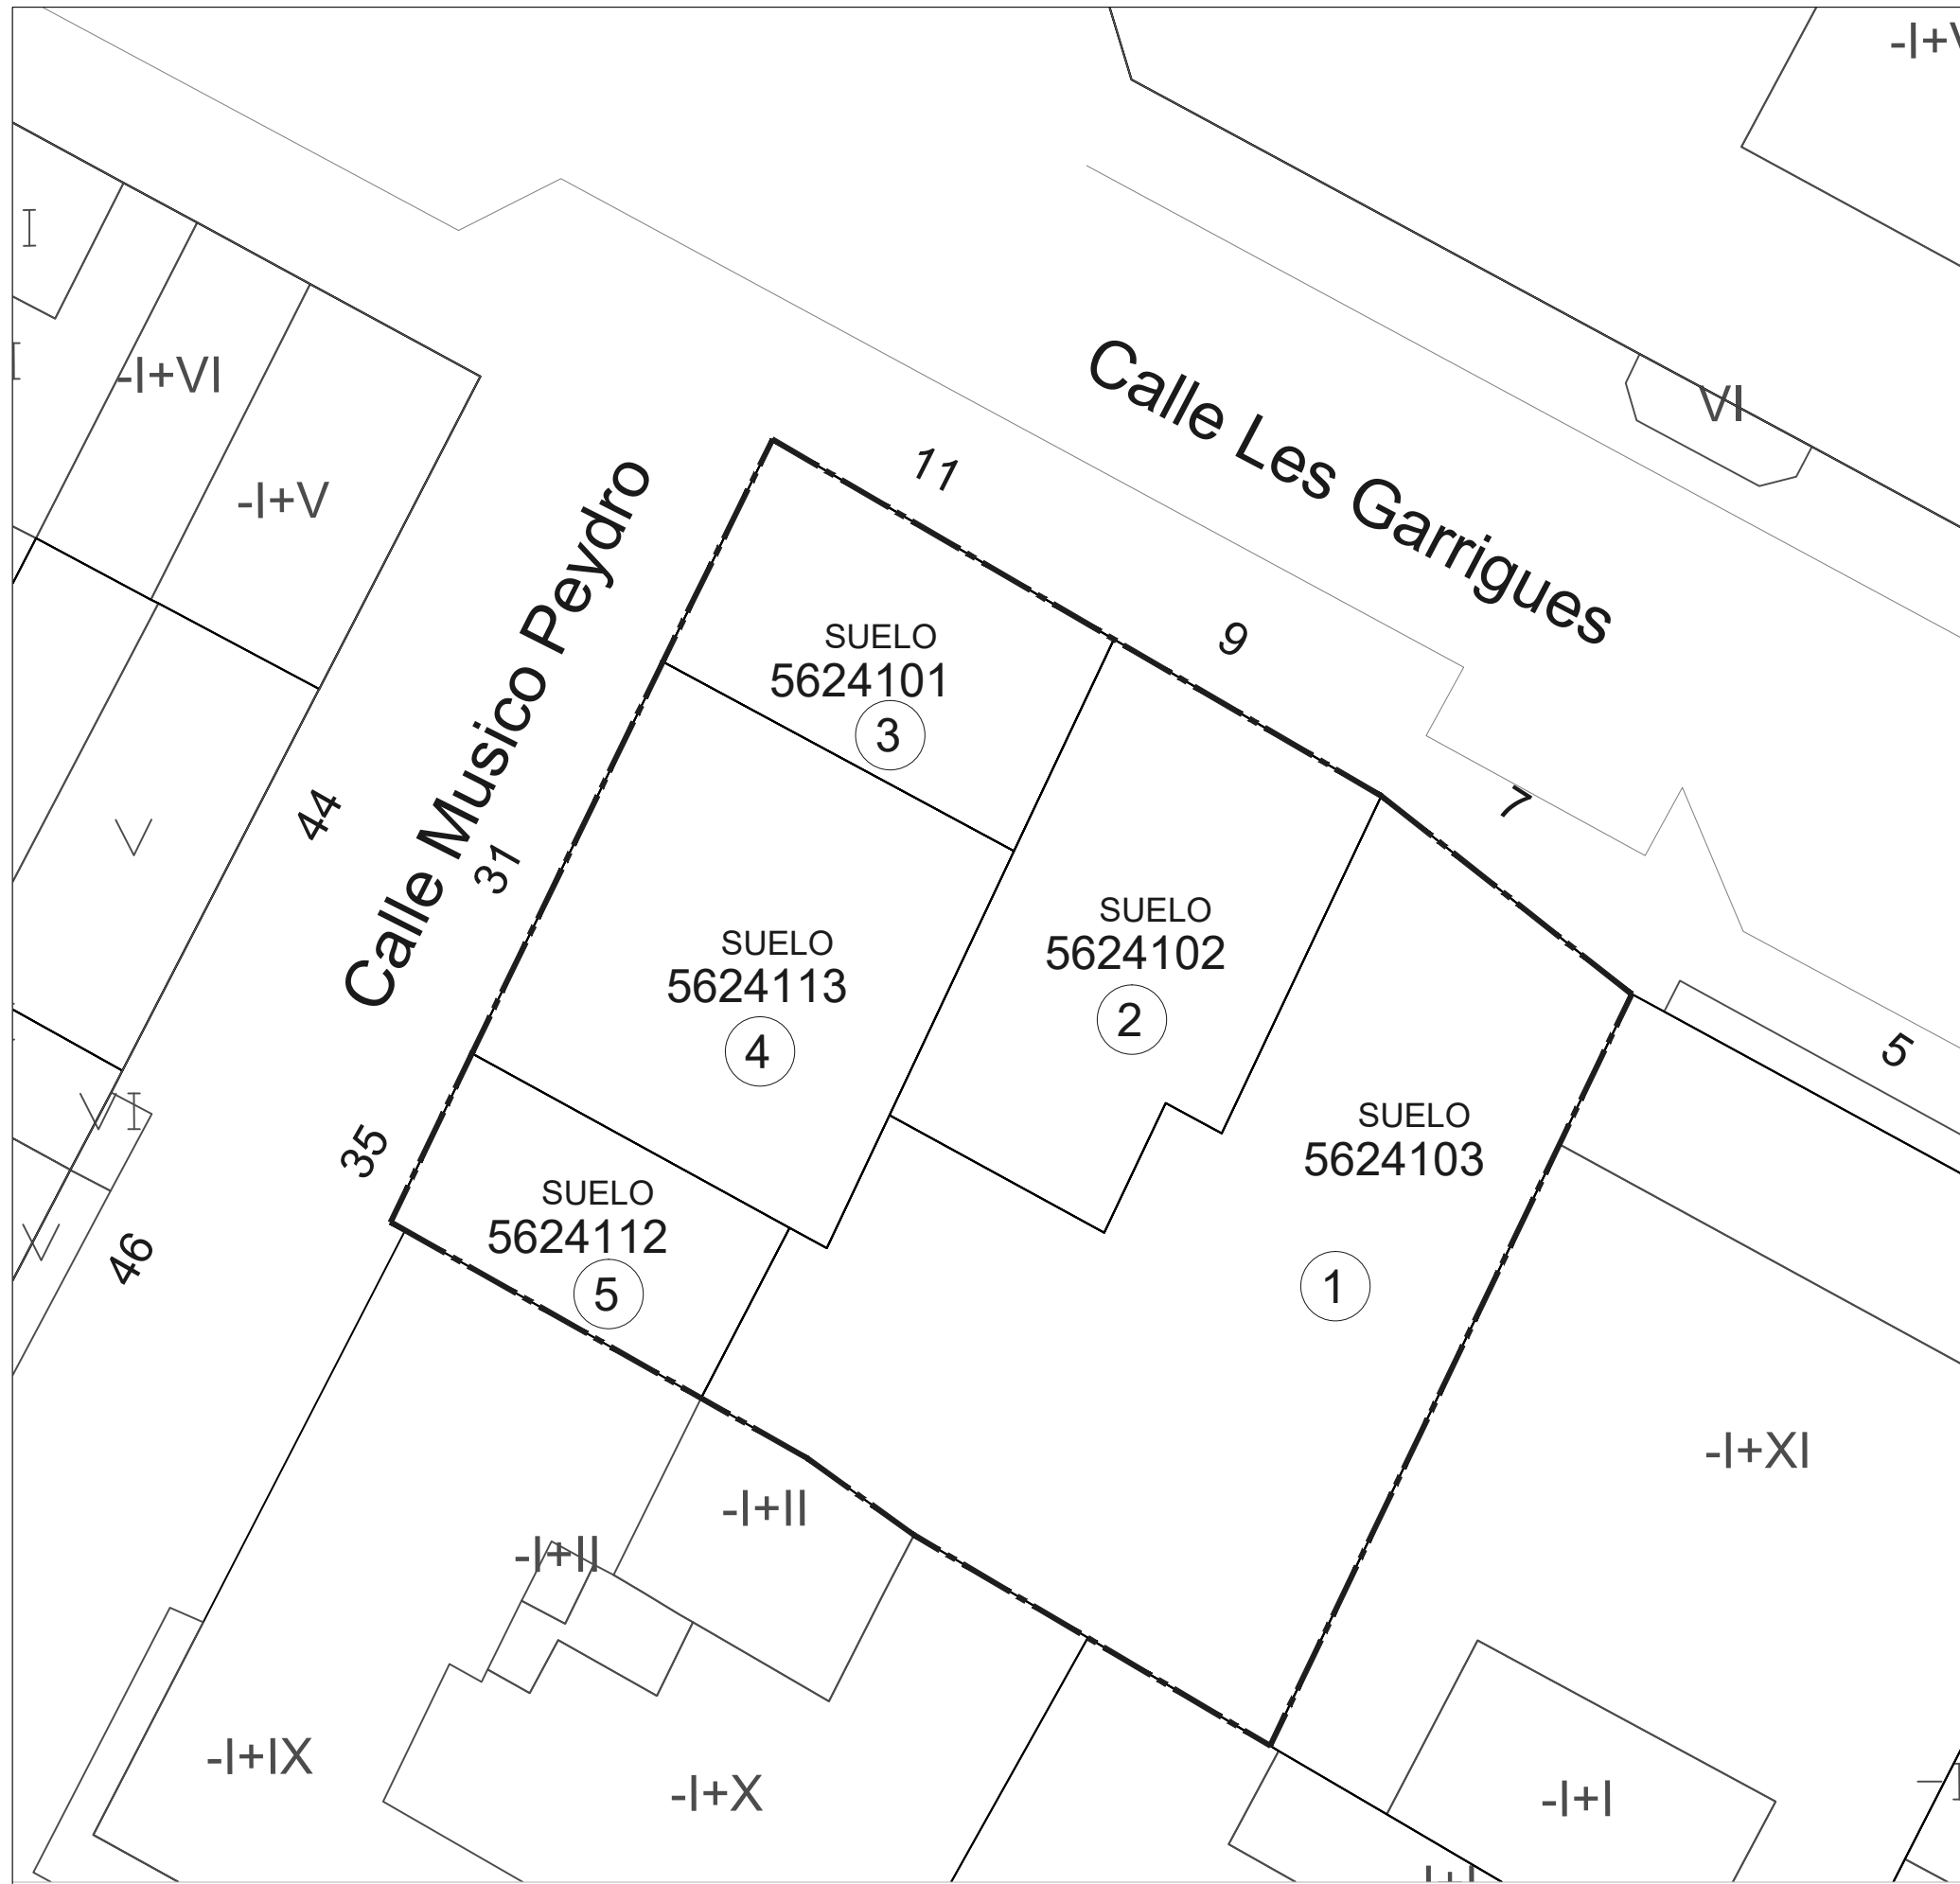 -I+V
-I+VI
-I+V
VI
Calle Les Garrigues
11
9
7
5
Calle Musico Peydro
44
31
35
46
V
V
V
I
SUELO
5624101
3
SUELO
5624102
2
SUELO
5624113
4
SUELO
5624103
1
SUELO
5624112
5
-I+XI
-I+II
-I+II
-I+IX
-I+X
-I+I